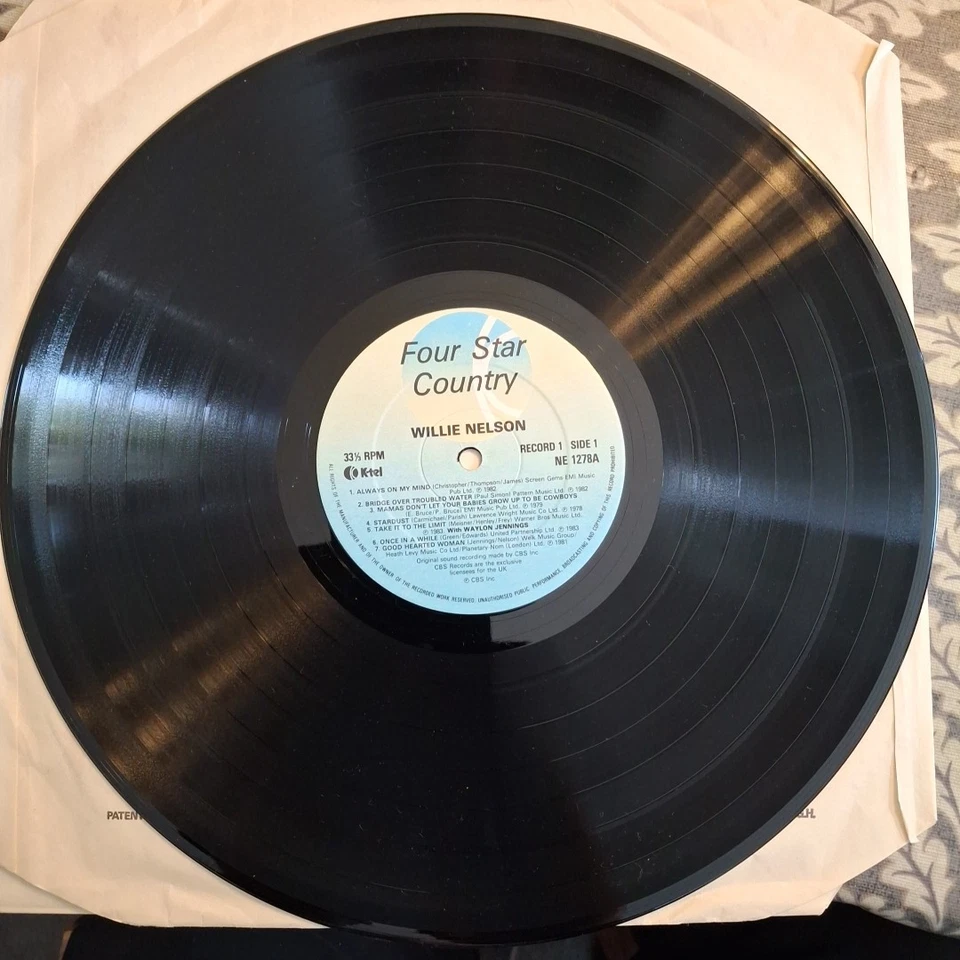 Four Star
Country
WILLIE NELSON
33⅓ RPM
RECORD 1 SIDE 1
K-tel
NE 1278A
1. ALWAYS ON MY MIND (Christopher/Thompson/James) Screen Gems EMI Music
Pub Ltd. ℗ 1982
2. BRIDGE OVER TROUBLED WATER (Paul Simon) Pattern Music Ltd. ℗ 1982
3. MAMAS DON'T LET YOUR BABIES GROW UP TO BE COWBOYS
(E. Bruce/P. Bruce) EMI Music Pub Ltd. ℗ 1979
4. STARDUST (Carmichael/Parish) Lawrence Wright Music Co Ltd. ℗ 1978
5. TAKE IT TO THE LIMIT (Meisner/Henley/Frey) Warner Bros Music Ltd.
℗ 1983 With WAYLON JENNINGS
6. ONCE IN A WHILE (Green/Edwards) United Partnership Ltd. ℗ 1983
7. GOOD HEARTED WOMAN (Jennings/Nelson) Welk Music Group/
Heath Levy Music Co Ltd/Planetary Nom (London) Ltd. ℗ 1981
Original sound recording made by CBS Inc
CBS Records are the exclusive
licensees for the UK
℗ CBS Inc
ALL RIGHTS OF THE MANUFACTURER AND OF THE OWNER OF THE RECORDED WORK RESERVED. UNAUTHORISED PUBLIC PERFORMANCE, BROADCASTING AND COPYING OF THIS RECORD PROHIBITED
PATEN